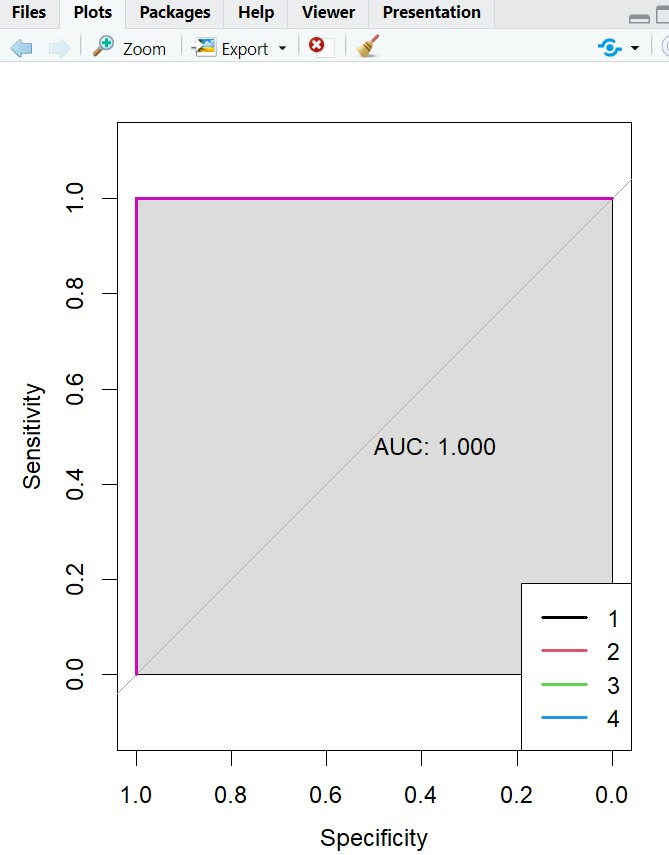 Files Plots Packages Help Viewer Presentation
Zoom Export
1.0
0.8
0.6
0.4
0.2
0.0
Sensitivity
AUC: 1.000
1
2
3
4
1.0 0.8 0.6 0.4 0.2 0.0
Specificity